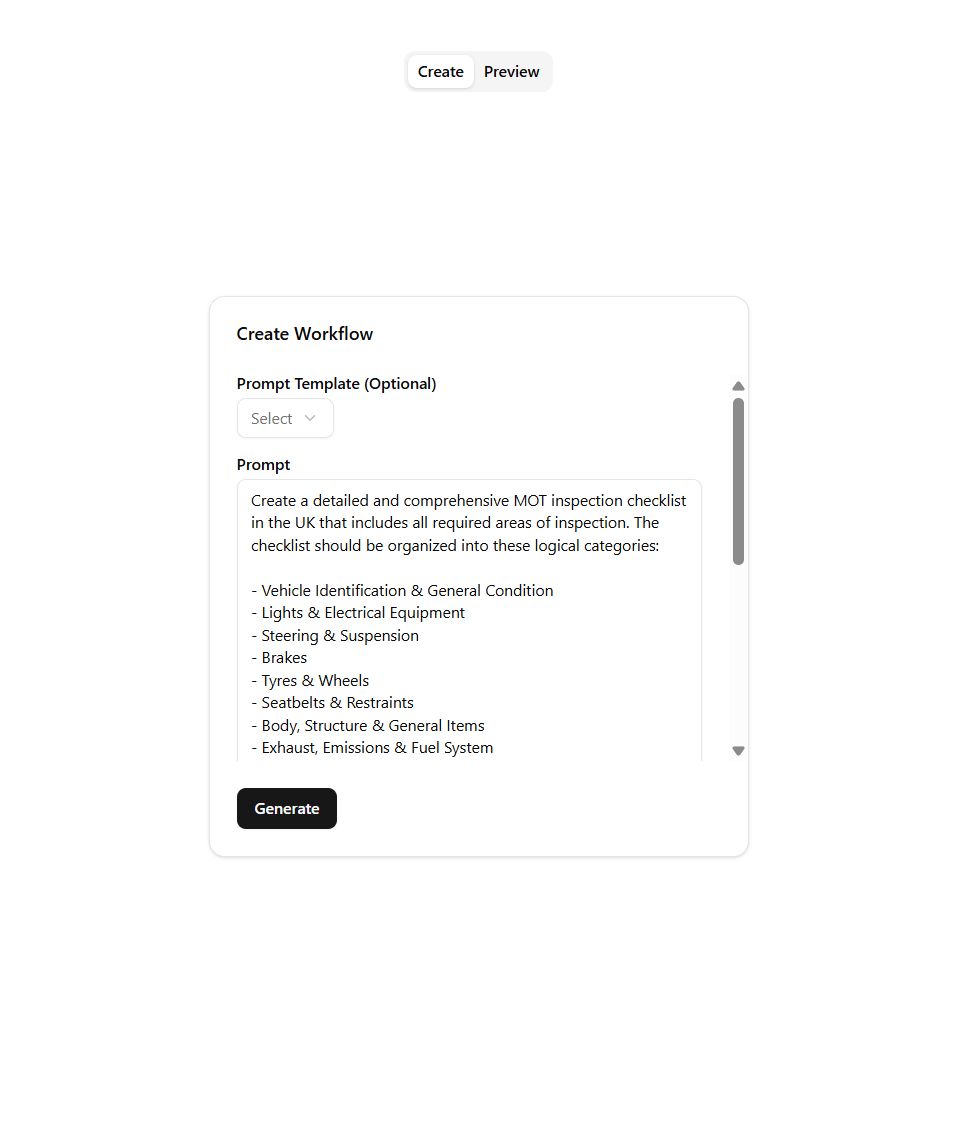 Create Preview
Create Workflow
Prompt Template (Optional)
Select
Prompt
Create a detailed and comprehensive MOT inspection checklist
in the UK that includes all required areas of inspection. The
checklist should be organized into these logical categories:
- Vehicle Identification & General Condition
- Lights & Electrical Equipment
- Steering & Suspension
- Brakes
- Tyres & Wheels
- Seatbelts & Restraints
- Body, Structure & General Items
- Exhaust, Emissions & Fuel System
Generate